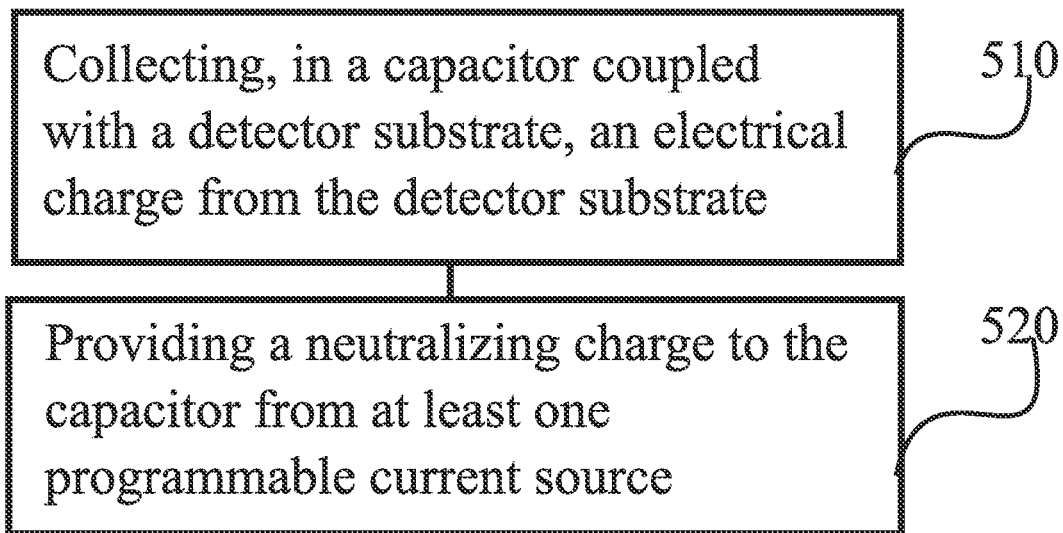 Collecting, in a capacitor coupled
with a detector substrate, an electrical
charge from the detector substrate
510
Providing a neutralizing charge to the
capacitor from at least one
programmable current source
520